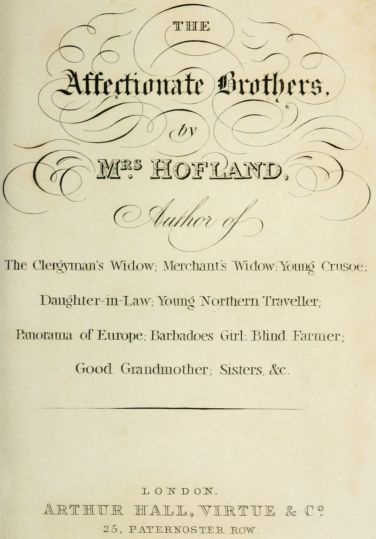 THE
Affectionate Brothers,
by
MRS HOFLAND,
Author of
The Clergyman's Widow; Merchant's Widow; Young Crusoe;
Daughter-in-Law; Young Northern Traveller;
Panorama of Europe; Barbadoes Girl; Blind Farmer;
Good Grandmother; Sisters, &c.
LONDON.
ARTHUR HALL, VIRTUE & Co
25, PATERNOSTER ROW.